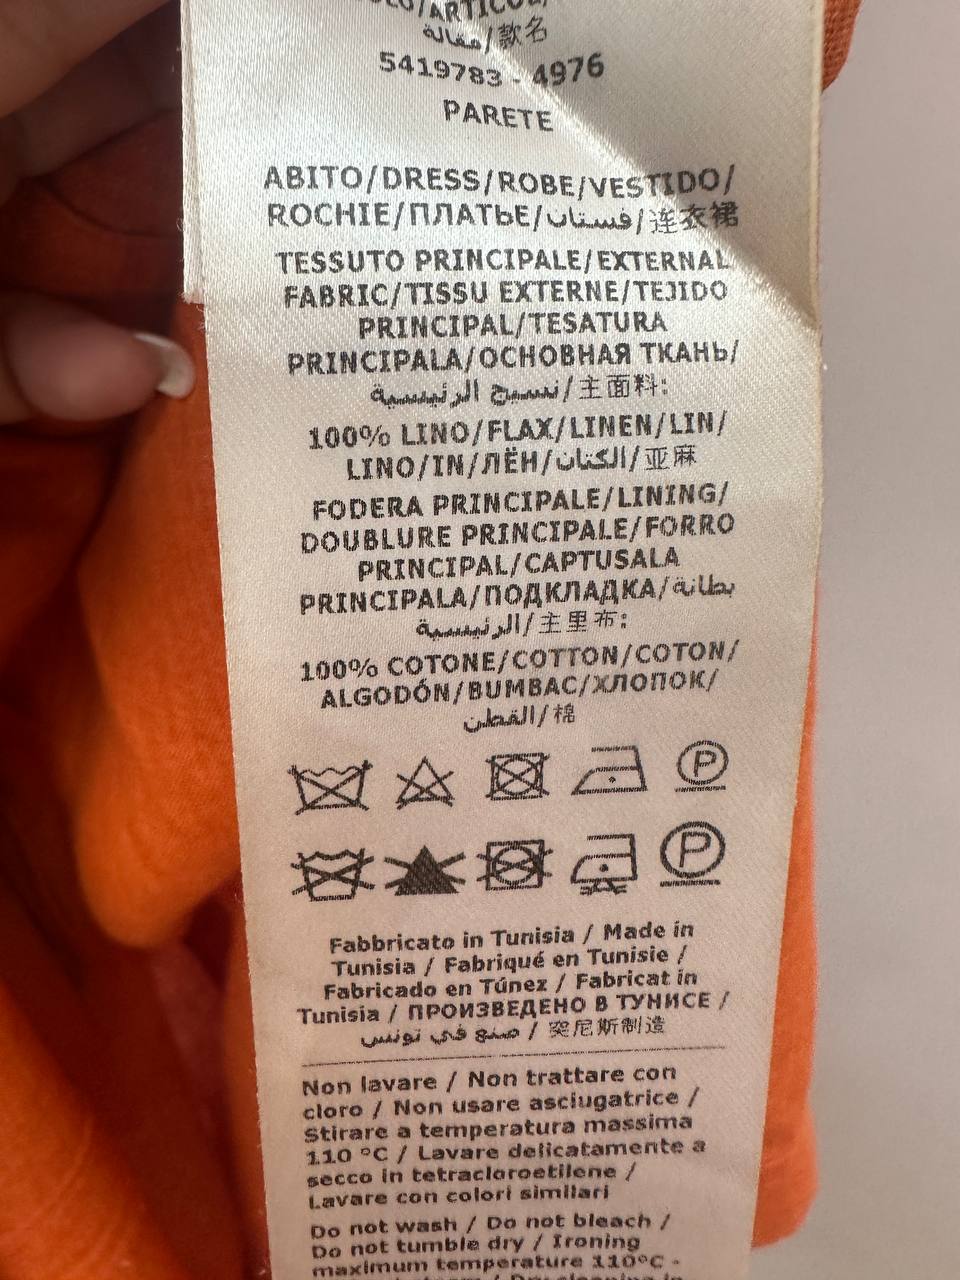 مقالة/款名
5419783 - 4976
PARETE
ABITO/DRESS/ROBE/VESTIDO/
ROCHIE/ПЛАТЬЕ/فستان/连衣裙
TESSUTO PRINCIPALE/EXTERNAL
FABRIC/TISSU EXTERNE/TEJIDO
PRINCIPAL/TESATURA
PRINCIPALA/ОСНОВНАЯ ТКАНЬ/
نسيج الرئيسية/主面料:
100% LINO/FLAX/LINEN/LIN/
LINO/IN/ЛЁН/الكتان/亚麻
FODERA PRINCIPALE/LINING/
DOUBLURE PRINCIPALE/FORRO
PRINCIPAL/CAPTUSALA
PRINCIPALA/ПОДКЛАДКА/بطانة
الرئيسية/主里布:
100% COTONE/COTTON/COTON/
ALGODÓN/BUMBAC/ХЛОПОК/
القطن/棉
P
P
Fabbricato in Tunisia / Made in
Tunisia / Fabriqué en Tunisie /
Fabricado en Túnez / Fabricat in
Tunisia / ПРОИЗВЕДЕНО В ТУНИСЕ /
صنع في تونس / 突尼斯制造
Non lavare / Non trattare con
cloro / Non usare asciugatrice /
Stirare a temperatura massima
110 °C / Lavare delicatamente a
secco in tetracloroetilene /
Lavare con colori similari
Do not wash / Do not bleach /
Do not tumble dry / Ironing
maximum temperature 110°C -